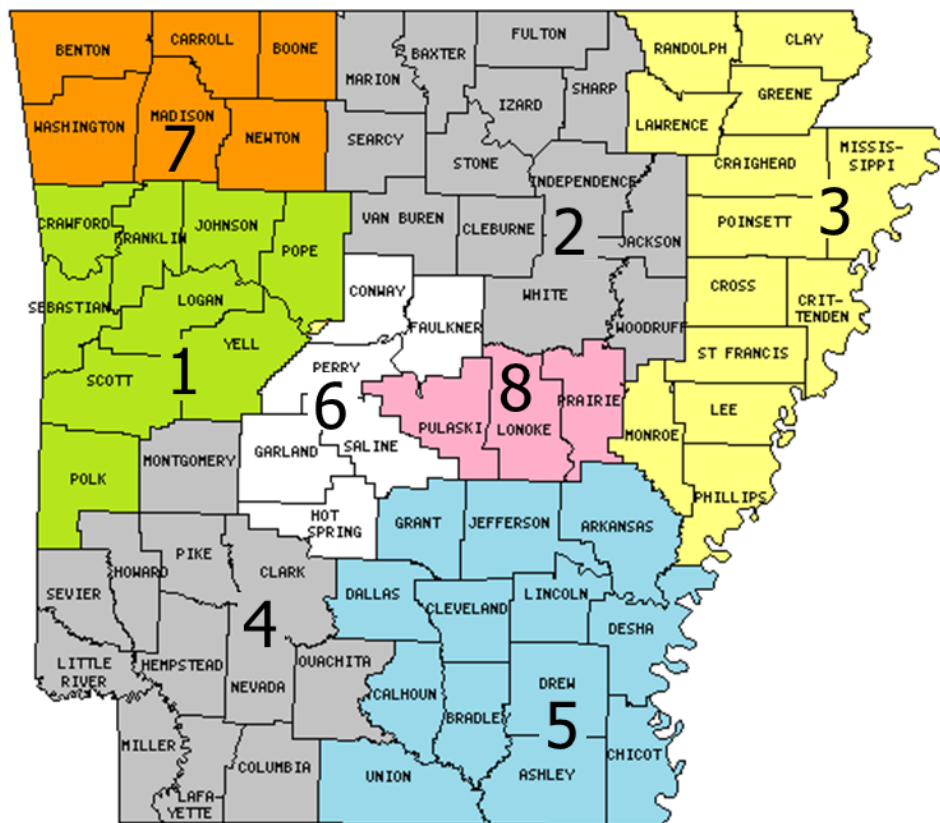 BENTON
CARROLL
BOONE
MARION
BAXTER
FULTON
SHARP
IZARD
RANDOLPH
CLAY
GREENE
LAWRENCE
WASHINGTON
MADISON
7
NEWTON
SEARCY
STONE
INDEPENDENCE
CRAIGHEAD
MISSIS-
SIPPI
3
CRAWFORD
FRANKLIN
JOHNSON
POPE
VAN BUREN
CLEBURNE
2
JACKSON
POINSETT
SEBASTIAN
LOGAN
YELL
SCOTT
1
CONWAY
FAULKNER
WHITE
WOODRUFF
CROSS
CRIT-
TENDEN
ST FRANCIS
PERRY
6
PULASKI
8
LONOKE
PRAIRIE
MONROE
LEE
PHILLIPS
POLK
MONTGOMERY
GARLAND
SALINE
HOT
SPRING
GRANT
JEFFERSON
ARKANSAS
SEVIER
HOWARD
PIKE
CLARK
4
DALLAS
CLEVELAND
LINCOLN
DESHA
LITTLE
RIVER
HEMPSTEAD
NEVADA
OUACHITA
CALHOUN
BRADLEY
DREW
5
CHICOT
MILLER
LAFA-
YETTE
COLUMBIA
UNION
ASHLEY